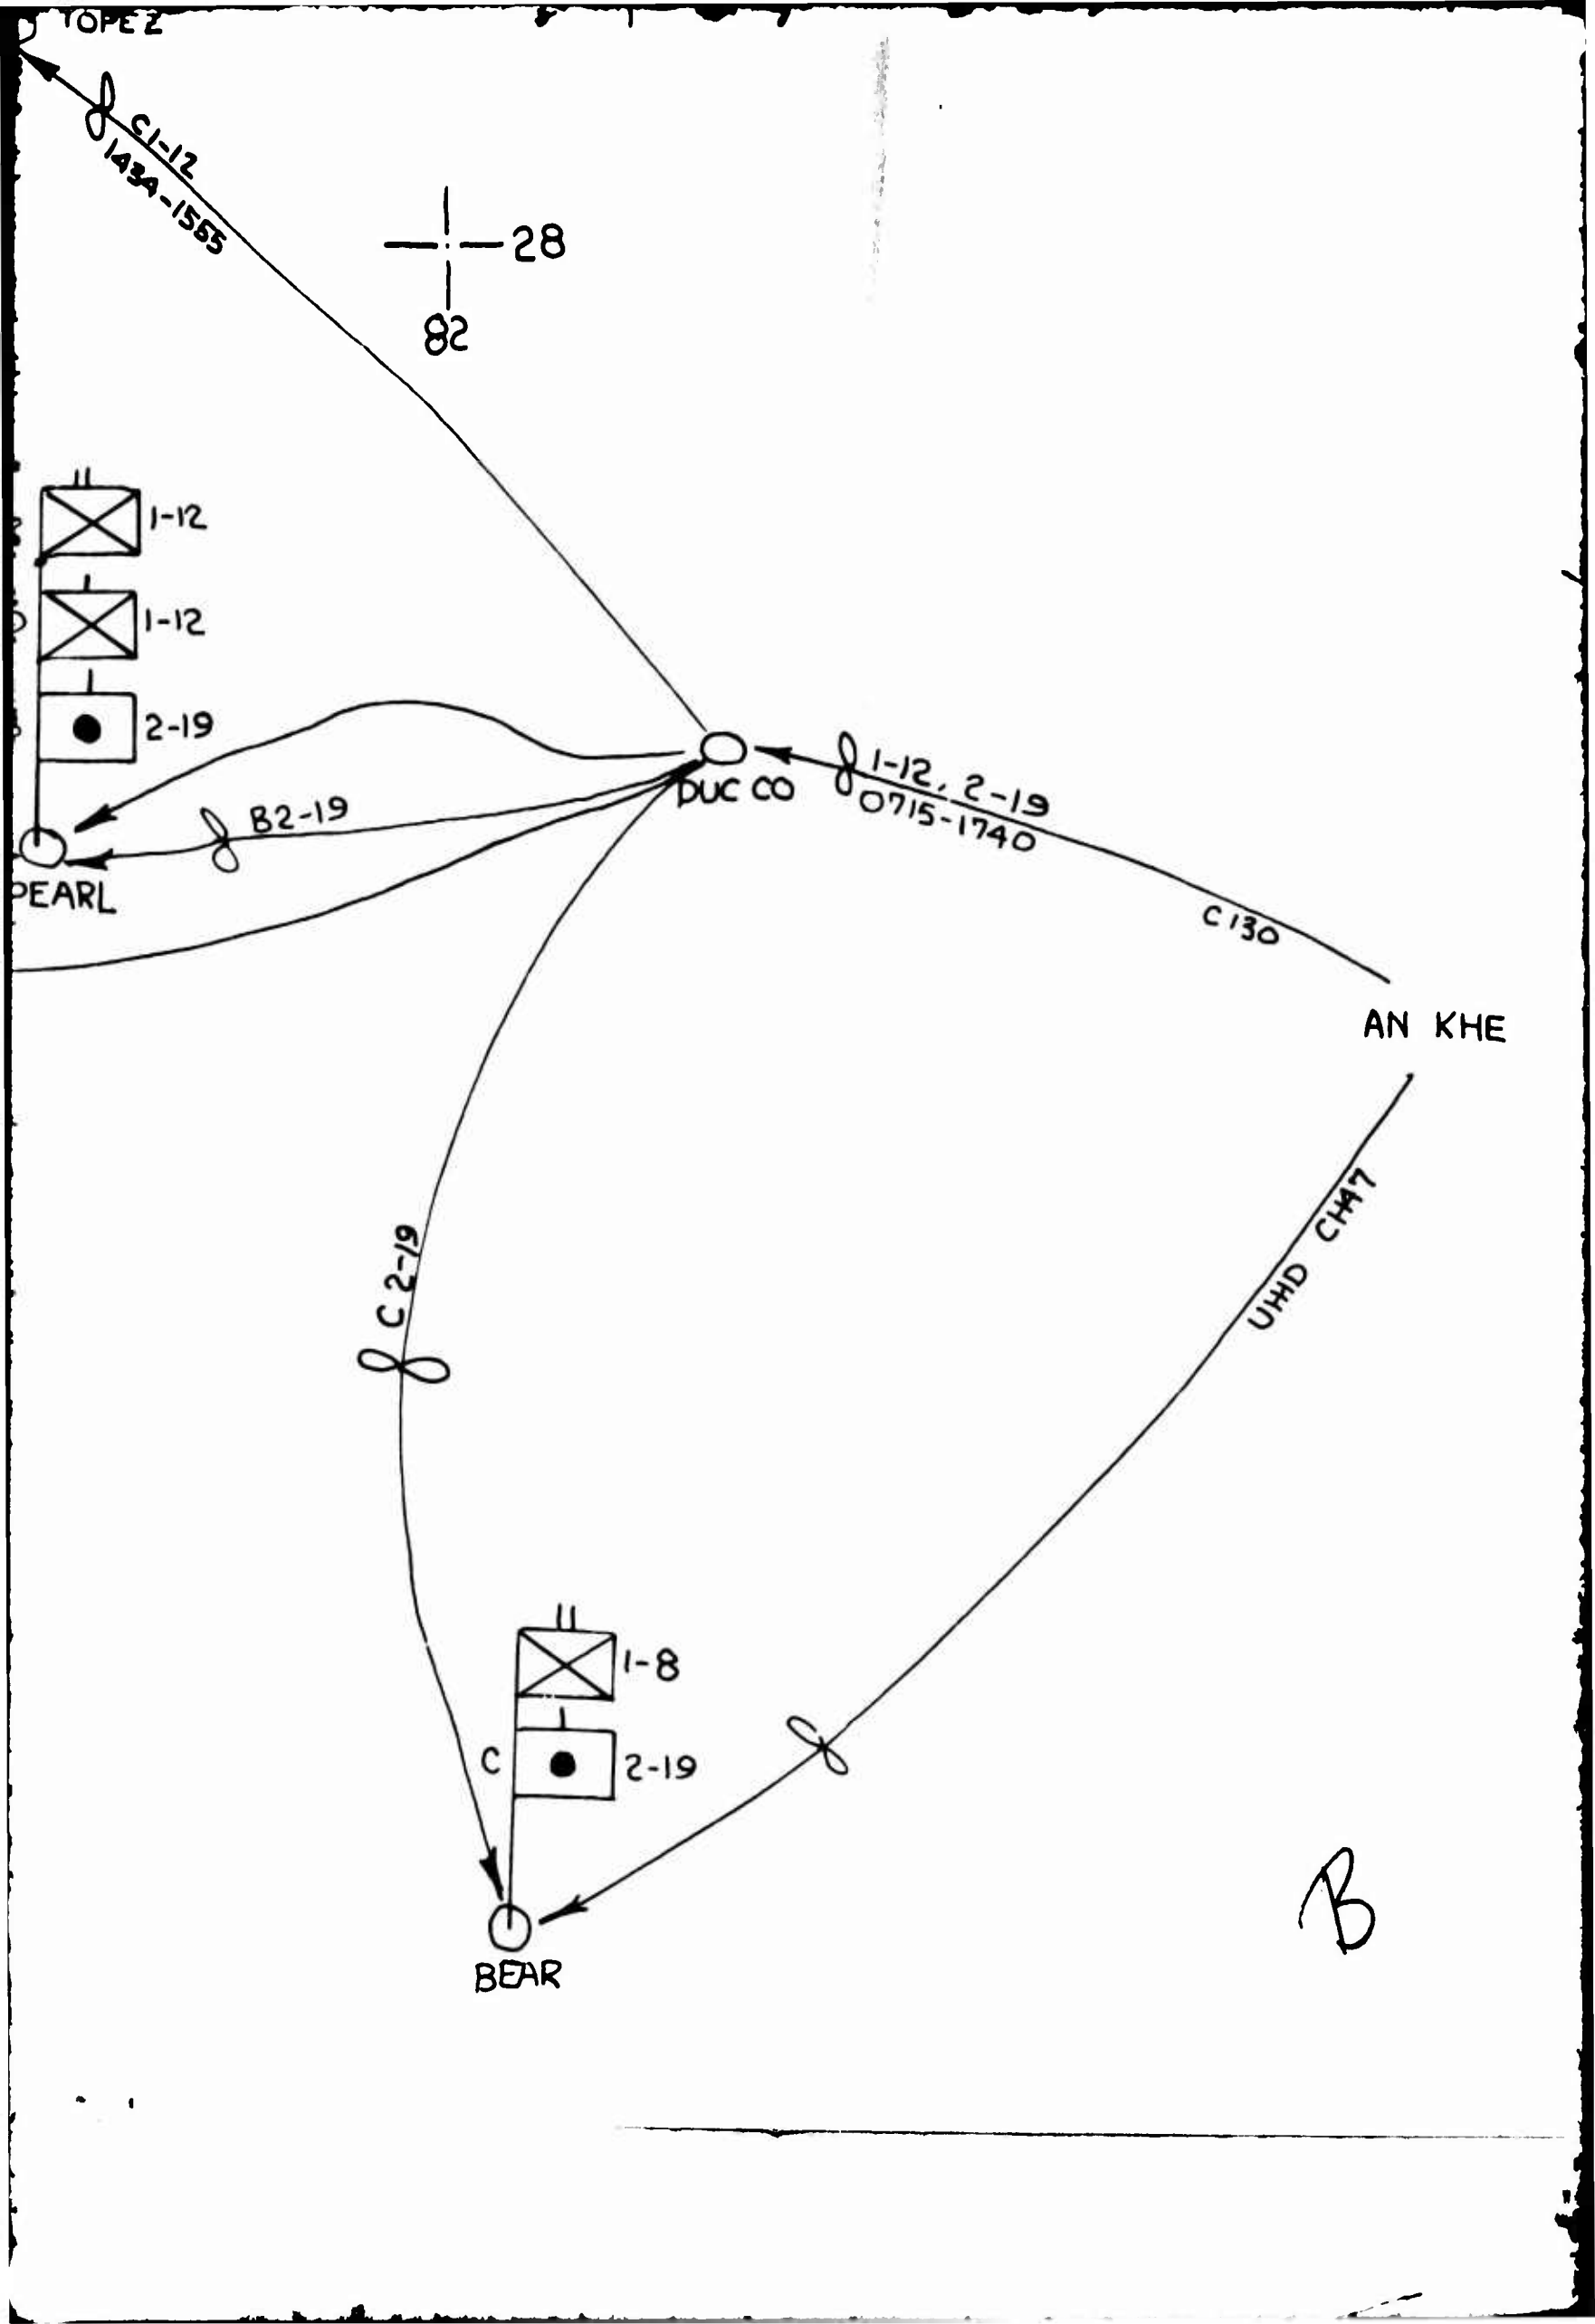 TOPEZ
C1-12
1434-1555
28
82
1-12
1-12
2-19
DUC CO
1-12, 2-19
0715-1740
B2-19
PEARL
C130
AN KHE
CH47
UHHD
C 2-19
1-8
C
2-19
BEAR
B